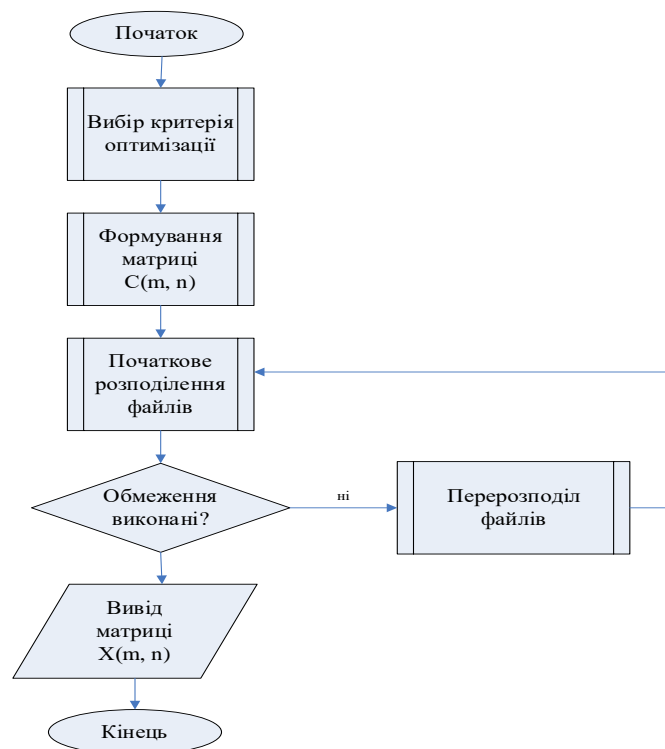 Початок
Вибір критерія
оптимізації
Формування
матриці
C(m, n)
Початкове
розподілення
файлів
Обмеження
виконані?
ні
Перерозподіл
файлів
Вивід
матриці
X(m, n)
Кінець